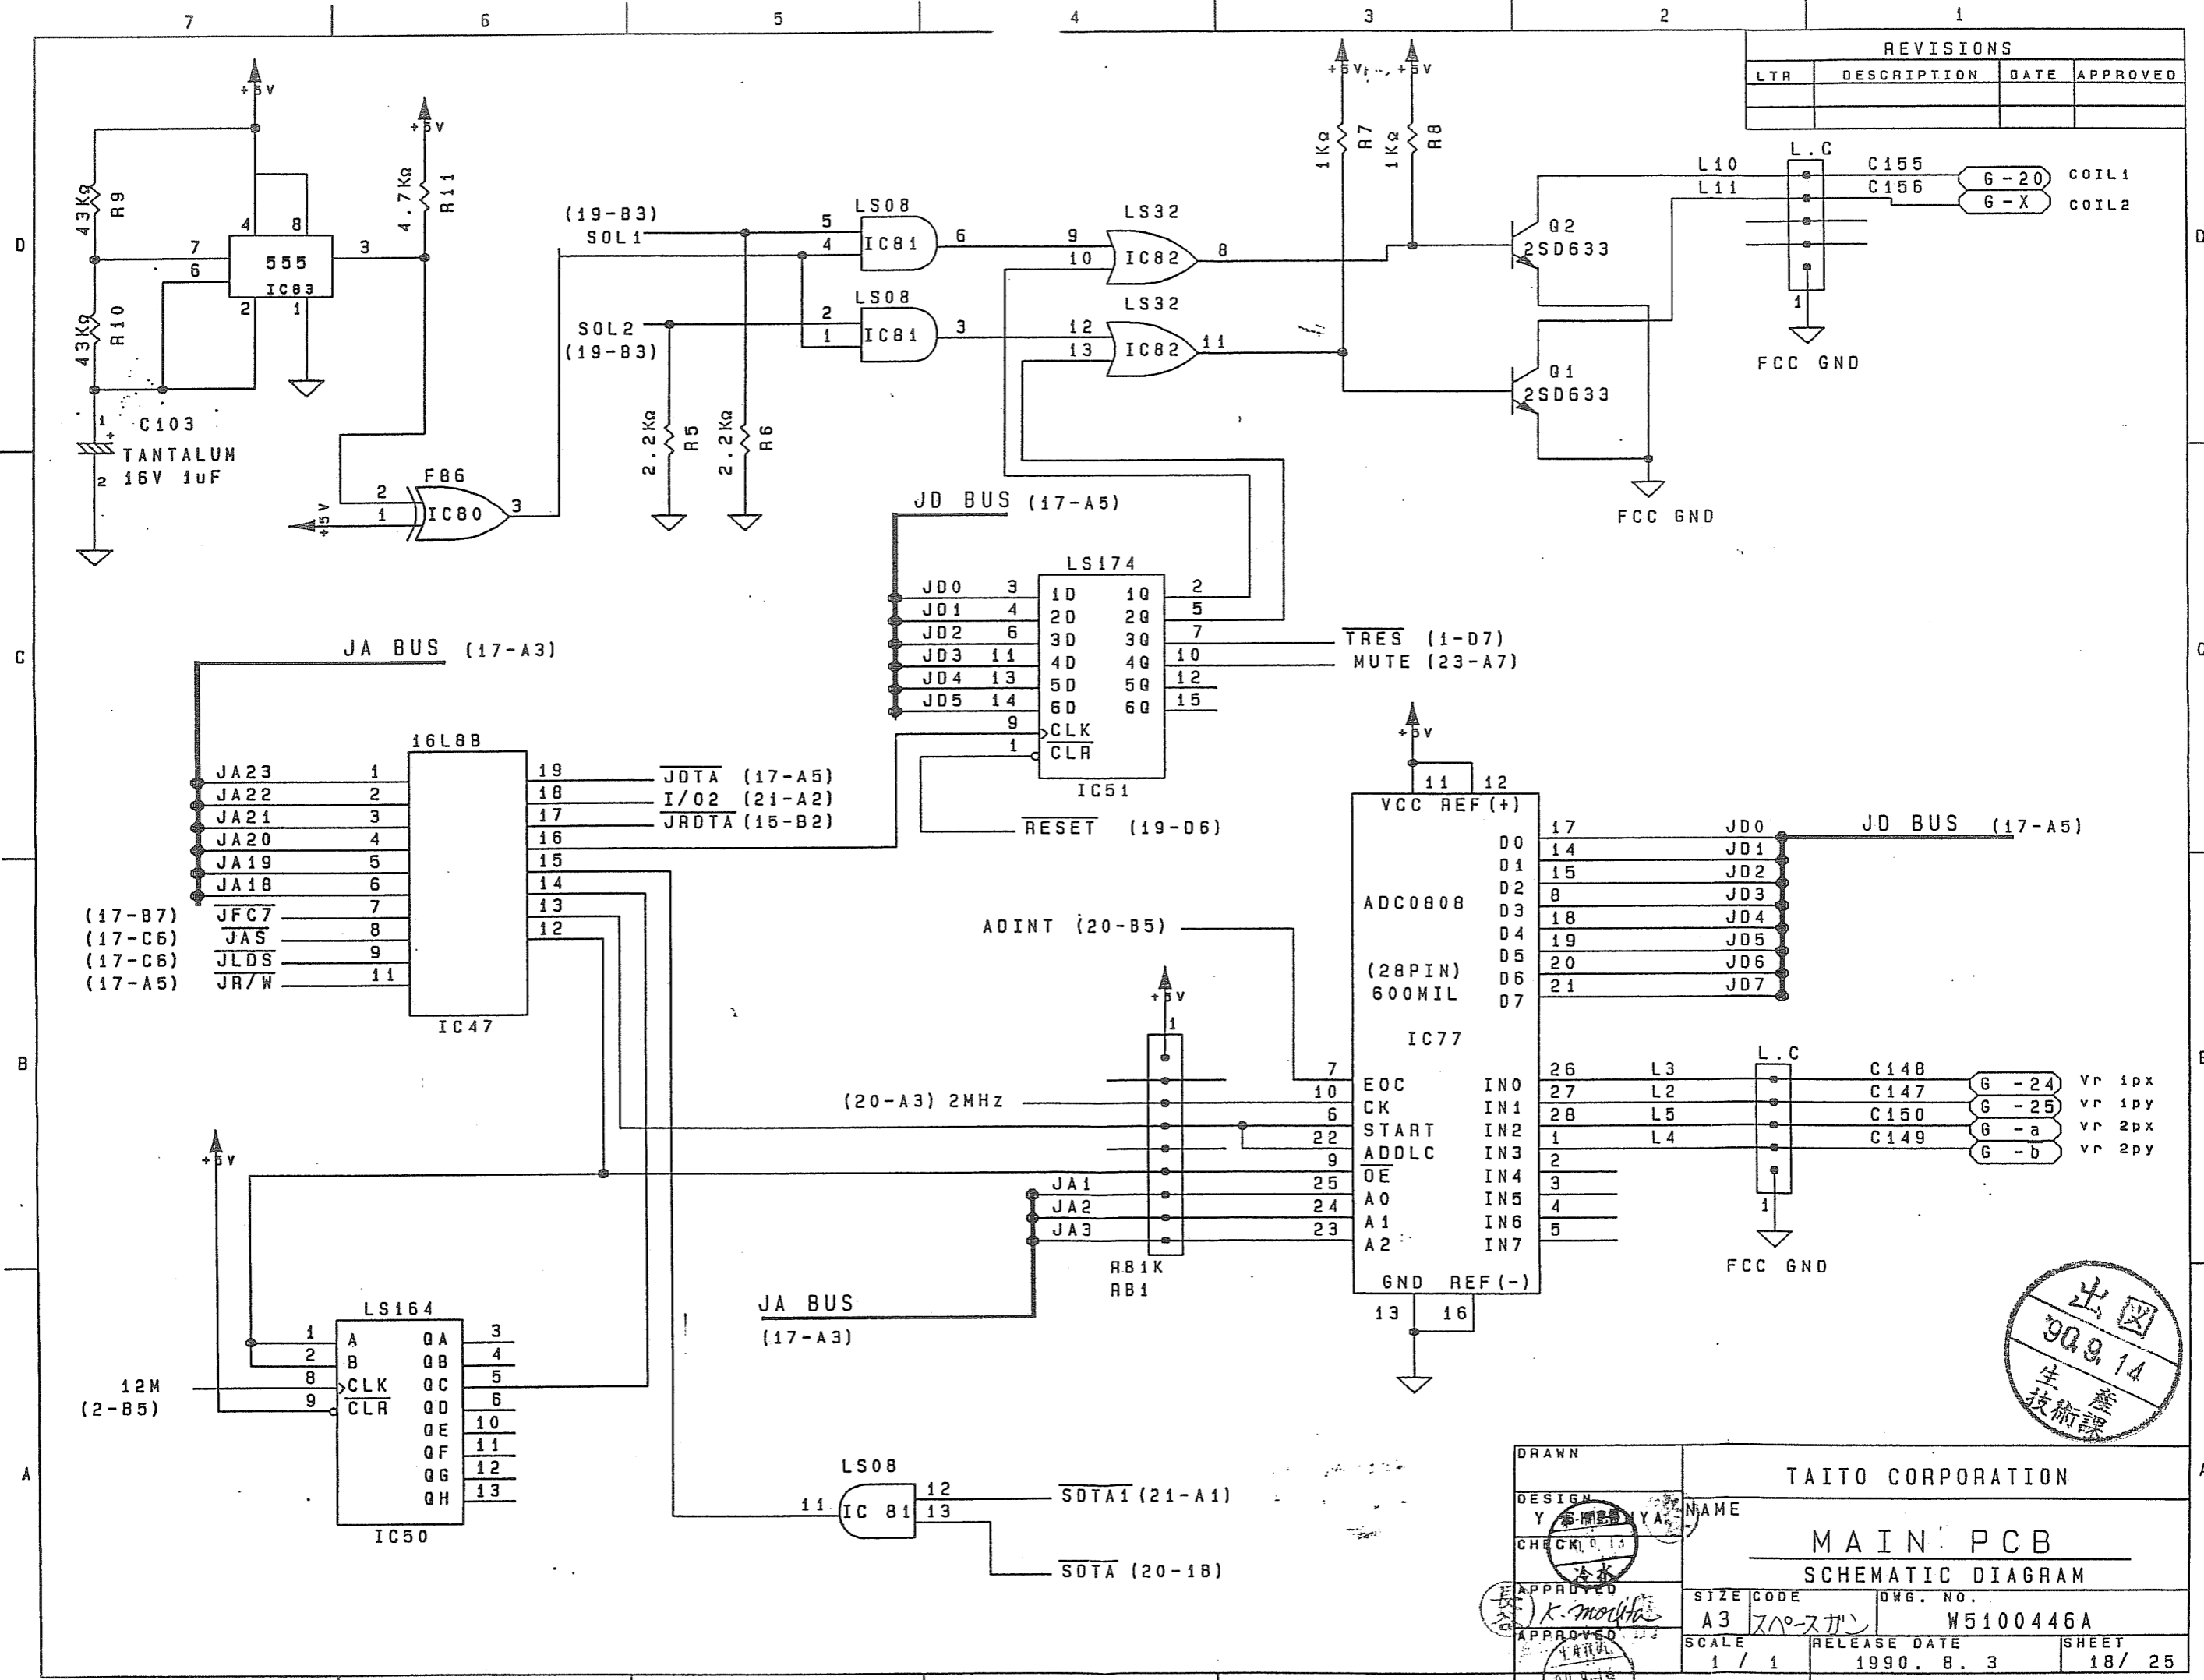 7 6 5 4 3 2 1
REVISIONS
LTR DESCRIPTION DATE APPROVED
D
+5V
+5V
43KΩ R9
4.7KΩ R11
4 8
7 3
6
555
IC83
2 1
43KΩ R10
1 C103
+
TANTALUM
2 16V 1uF
F86
2
1 IC80 3
+5V
(19-B3)
SOL1
LS08
5
4 IC81 6
LS08
SOL2 2
(19-B3) 1 IC81 3
2.2KΩ R5
2.2KΩ R6
LS32
9
10 IC82 8
LS32
12
13 IC82 11
+5V +5V
1KΩ R7
1KΩ R8
Q2
2SD633
Q1
2SD633
FCC GND
L.C
L10 C155 G-20 COIL1
L11 C156 G-X COIL2
1
FCC GND
D
C
JD BUS (17-A5)
LS174
JD0 3 1D 1Q 2
JD1 4 2D 2Q 5
JD2 6 3D 3Q 7 TRES (1-D7)
JD3 11 4D 4Q 10 MUTE (23-A7)
JD4 13 5D 5Q 12
JD5 14 6D 6Q 15
9 CLK
1 CLR
IC51
RESET (19-D6)
JA BUS (17-A3)
16L8B
JA23 1 19 JDTA (17-A5)
JA22 2 18 I/O2 (21-A2)
JA21 3 17 JRDTA (15-B2)
JA20 4 16
JA19 5 15
JA18 6 14
(17-B7) JFC7 7 13
(17-C6) JAS 8 12
(17-C6) JLDS 9
(17-A5) JR/W 11
IC47
B
+5V
11 12
VCC REF(+)
D0 17 JD0 JD BUS (17-A5)
D1 14 JD1
D2 15 JD2
ADC0808 D3 8 JD3
D4 18 JD4
D5 19 JD5
(28PIN) D6 20 JD6
600MIL D7 21 JD7
IC77
ADINT (20-B5)
+5V
1
7 EOC
(20-A3) 2MHz 10 CK
6 START
22 ADDLC
9 OE
JA1 25 A0
JA2 24 A1
JA3 23 A2
RB1K
RB1
JA BUS
(17-A3)
L.C
IN0 26 L3 C148 G -24 Vr 1px
IN1 27 L2 C147 G -25 Vr 1py
IN2 28 L5 C150 G -a Vr 2px
IN3 1 L4 C149 G -b Vr 2py
IN4 2
IN5 3
IN6 4
IN7 5
1
FCC GND
GND REF(-)
13 16
+5V
LS164
1 A QA 3
2 B QB 4
12M 8 CLK QC 5
(2-B5) 9 CLR QD 6
QE 10
QF 11
QG 12
QH 13
IC50
A
LS08
11 IC 81 12 SDTA1 (21-A1)
13
SDTA (20-1B)
出図
'90.9.14
生産
技術課
DRAWN
TAITO CORPORATION
DESIGN
NAME
MAIN PCB
CHECK
SCHEMATIC DIAGRAM
冷水
APPROVED
K. morita
SIZE CODE DWG. NO.
A3 スペースガン W5100446A
APPROVED
SCALE RELEASE DATE SHEET
1 / 1 1990. 8. 3 18/ 25